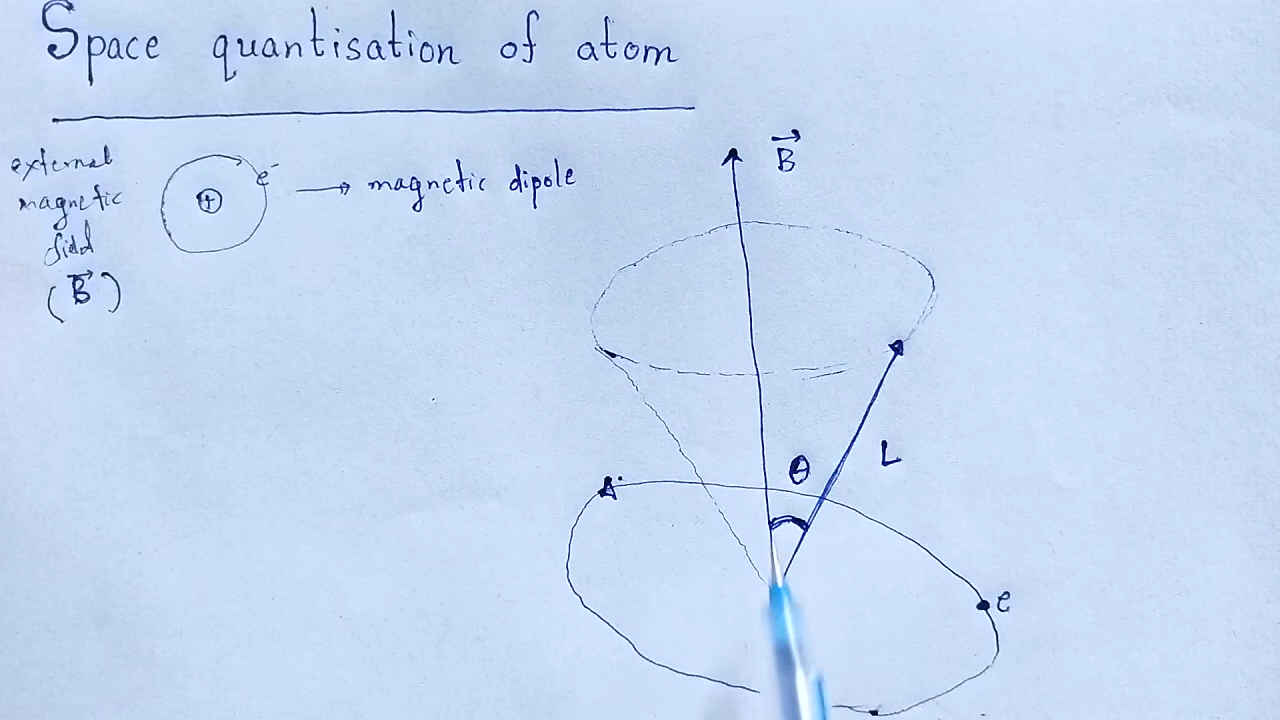 Space quantisation of atom
external
magnetic
field
(B⃗)
+
e⁻
→ magnetic dipole
B⃗
θ
L
e